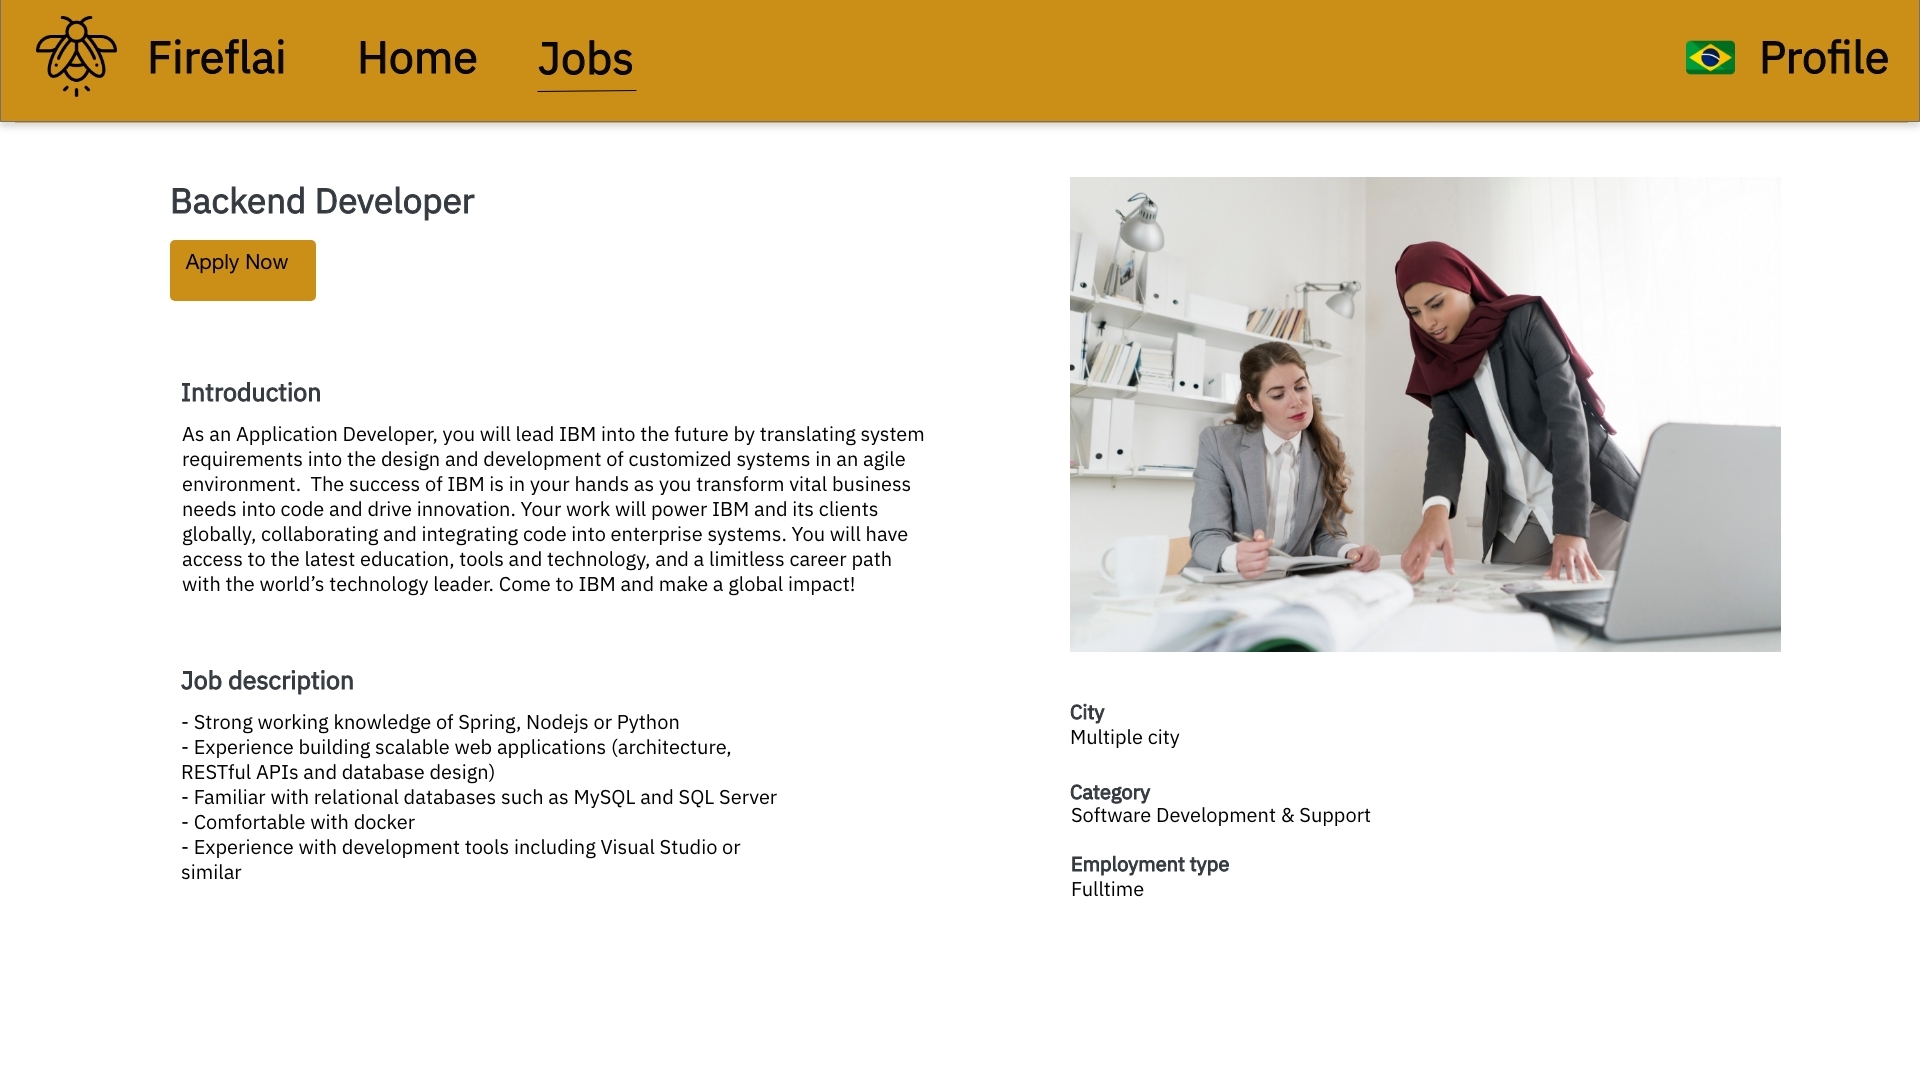 Fireflai
Home
Jobs
Profile
Backend Developer
Apply Now
Introduction
As an Application Developer, you will lead IBM into the future by translating system
requirements into the design and development of customized systems in an agile
environment.  The success of IBM is in your hands as you transform vital business
needs into code and drive innovation. Your work will power IBM and its clients
globally, collaborating and integrating code into enterprise systems. You will have
access to the latest education, tools and technology, and a limitless career path
with the world’s technology leader. Come to IBM and make a global impact!
Job description
- Strong working knowledge of Spring, Nodejs or Python
- Experience building scalable web applications (architecture,
RESTful APIs and database design)
- Familiar with relational databases such as MySQL and SQL Server
- Comfortable with docker
- Experience with development tools including Visual Studio or
similar
City
Multiple city
Category
Software Development & Support
Employment type
Fulltime